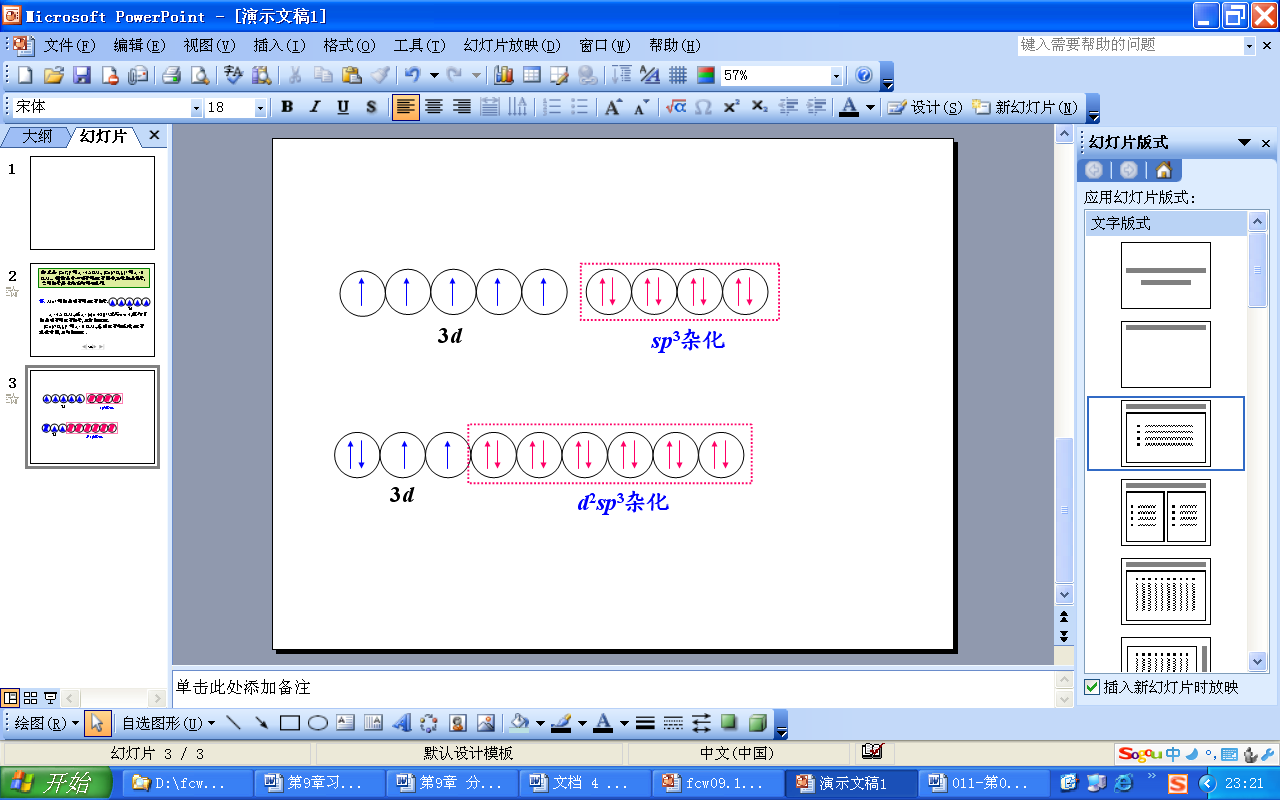 Microsoft PowerPoint - [演示文稿1]
文件(F) 编辑(E) 视图(V) 插入(I) 格式(O) 工具(T) 幻灯片放映(D) 窗口(W) 帮助(H) 键入需要帮助的问题
57%
宋体 18 B I U S 设计(S) 新幻灯片(N)
大纲 幻灯片
幻灯片版式
应用幻灯片版式:
文字版式
1
2
3
3d
sp³杂化
3d
d²sp³杂化
单击此处添加备注
插入新幻灯片时放映
绘图(R) 自选图形(U)
幻灯片 3 / 3 默认设计模板 中文(中国)
Sogou 中
开始 D:\fcw... 第9章习... 第9章 分... 文档 4 ... fcw09.1... 演示文稿1 011-第0... 23:21